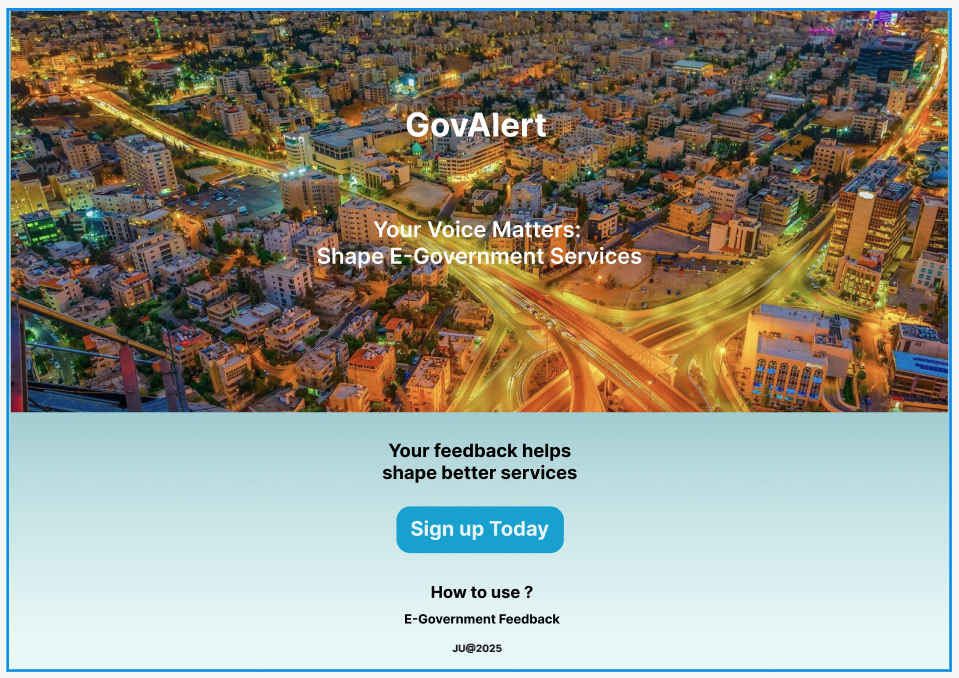 GovAlert
Your Voice Matters:
Shape E-Government Services
Your feedback helps
shape better services
Sign up Today
How to use ?
E-Government Feedback
JU@2025